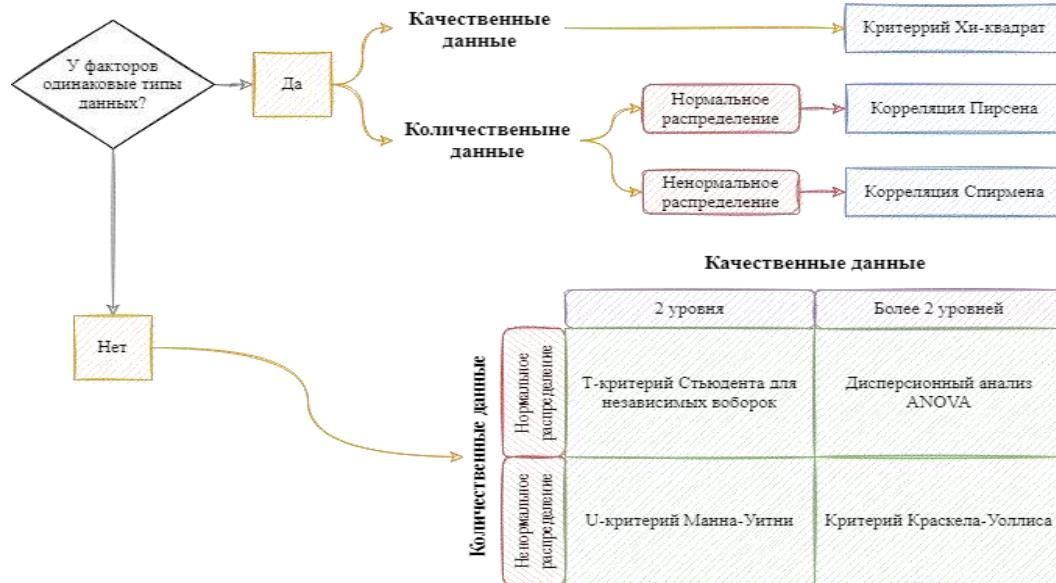 У факторов
одинаковые типы
данных?
Да
Качественные
данные
Критеррий Хи-квадрат
Количественыне
данные
Нормальное
распределение
Корреляция Пирсена
Ненормальное
распределение
Корреляция Спирмена
Нет
Качественные данные
2 уровня
Более 2 уровней
Количественные данные
Нормальное
распределение
Т-критерий Стьюдента для
независимых воборок
Дисперсионный анализ
ANOVA
Ненормальное
распределение
U-критерий Манна-Уитни
Критерий Краскела-Уоллиса